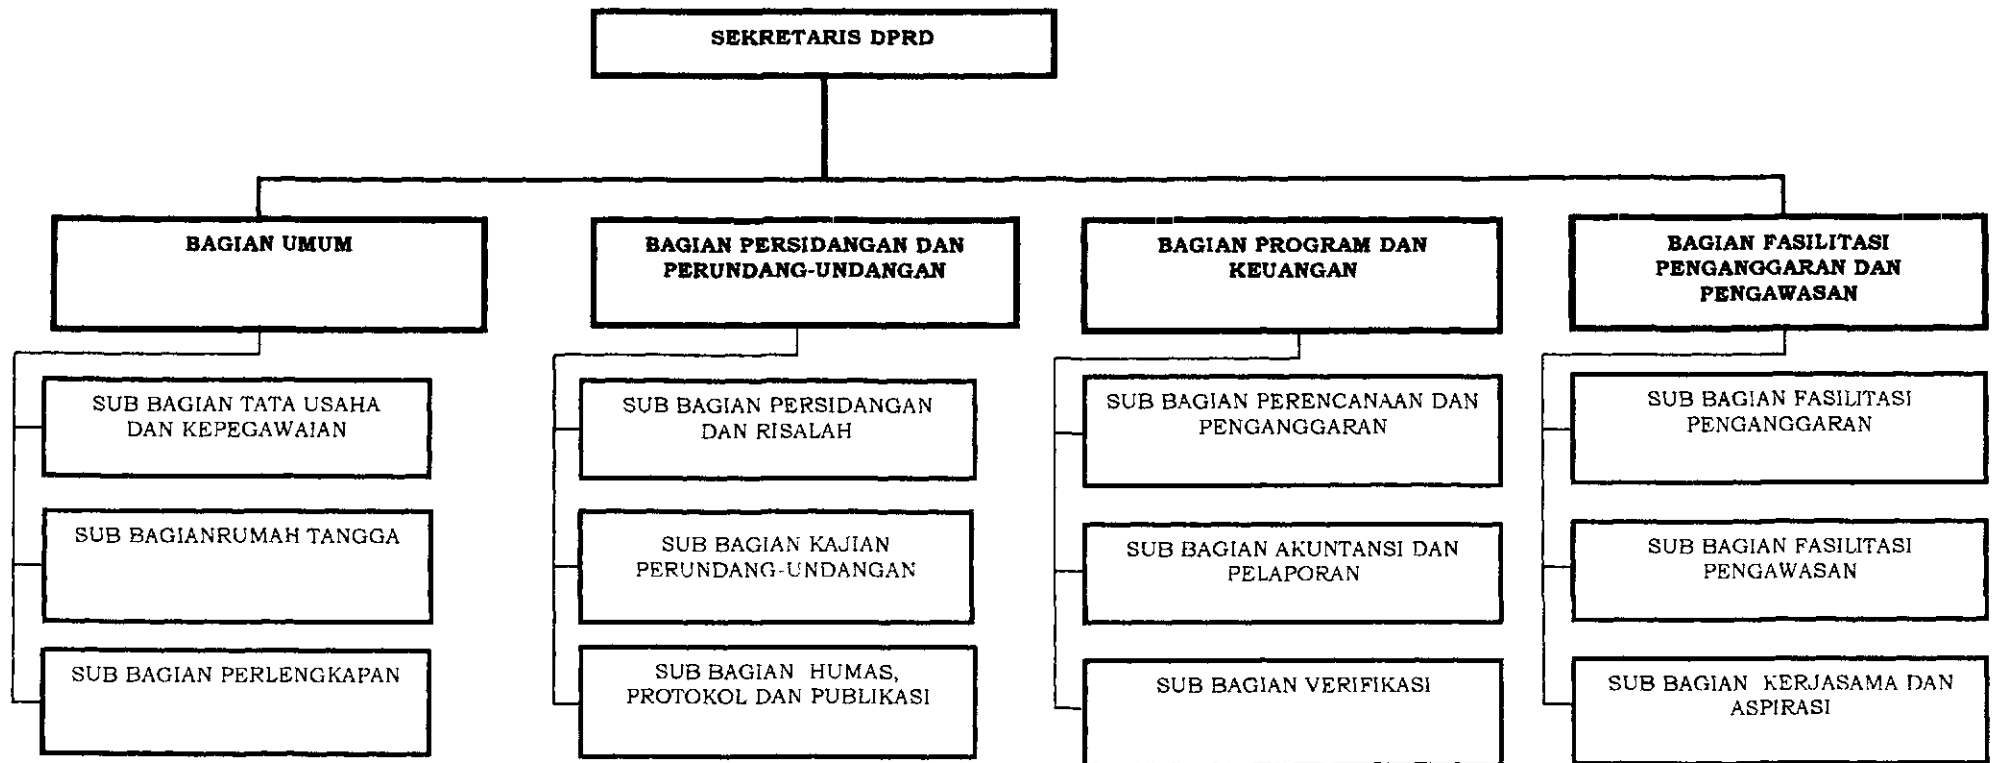 SEKRETARIS DPRD
BAGIAN UMUM
BAGIAN PERSIDANGAN DAN
PERUNDANG-UNDANGAN
BAGIAN PROGRAM DAN
KEUANGAN
BAGIAN FASILITASI
PENGANGGARAN DAN
PENGAWASAN
SUB BAGIAN TATA USAHA
DAN KEPEGAWAIAN
SUB BAGIAN PERSIDANGAN
DAN RISALAH
SUB BAGIAN PERENCANAAN DAN
PENGANGGARAN
SUB BAGIAN FASILITASI
PENGANGGARAN
SUB BAGIANRUMAH TANGGA
SUB BAGIAN KAJIAN
PERUNDANG-UNDANGAN
SUB BAGIAN AKUNTANSI DAN
PELAPORAN
SUB BAGIAN FASILITASI
PENGAWASAN
SUB BAGIAN PERLENGKAPAN
SUB BAGIAN HUMAS,
PROTOKOL DAN PUBLIKASI
SUB BAGIAN VERIFIKASI
SUB BAGIAN KERJASAMA DAN
ASPIRASI